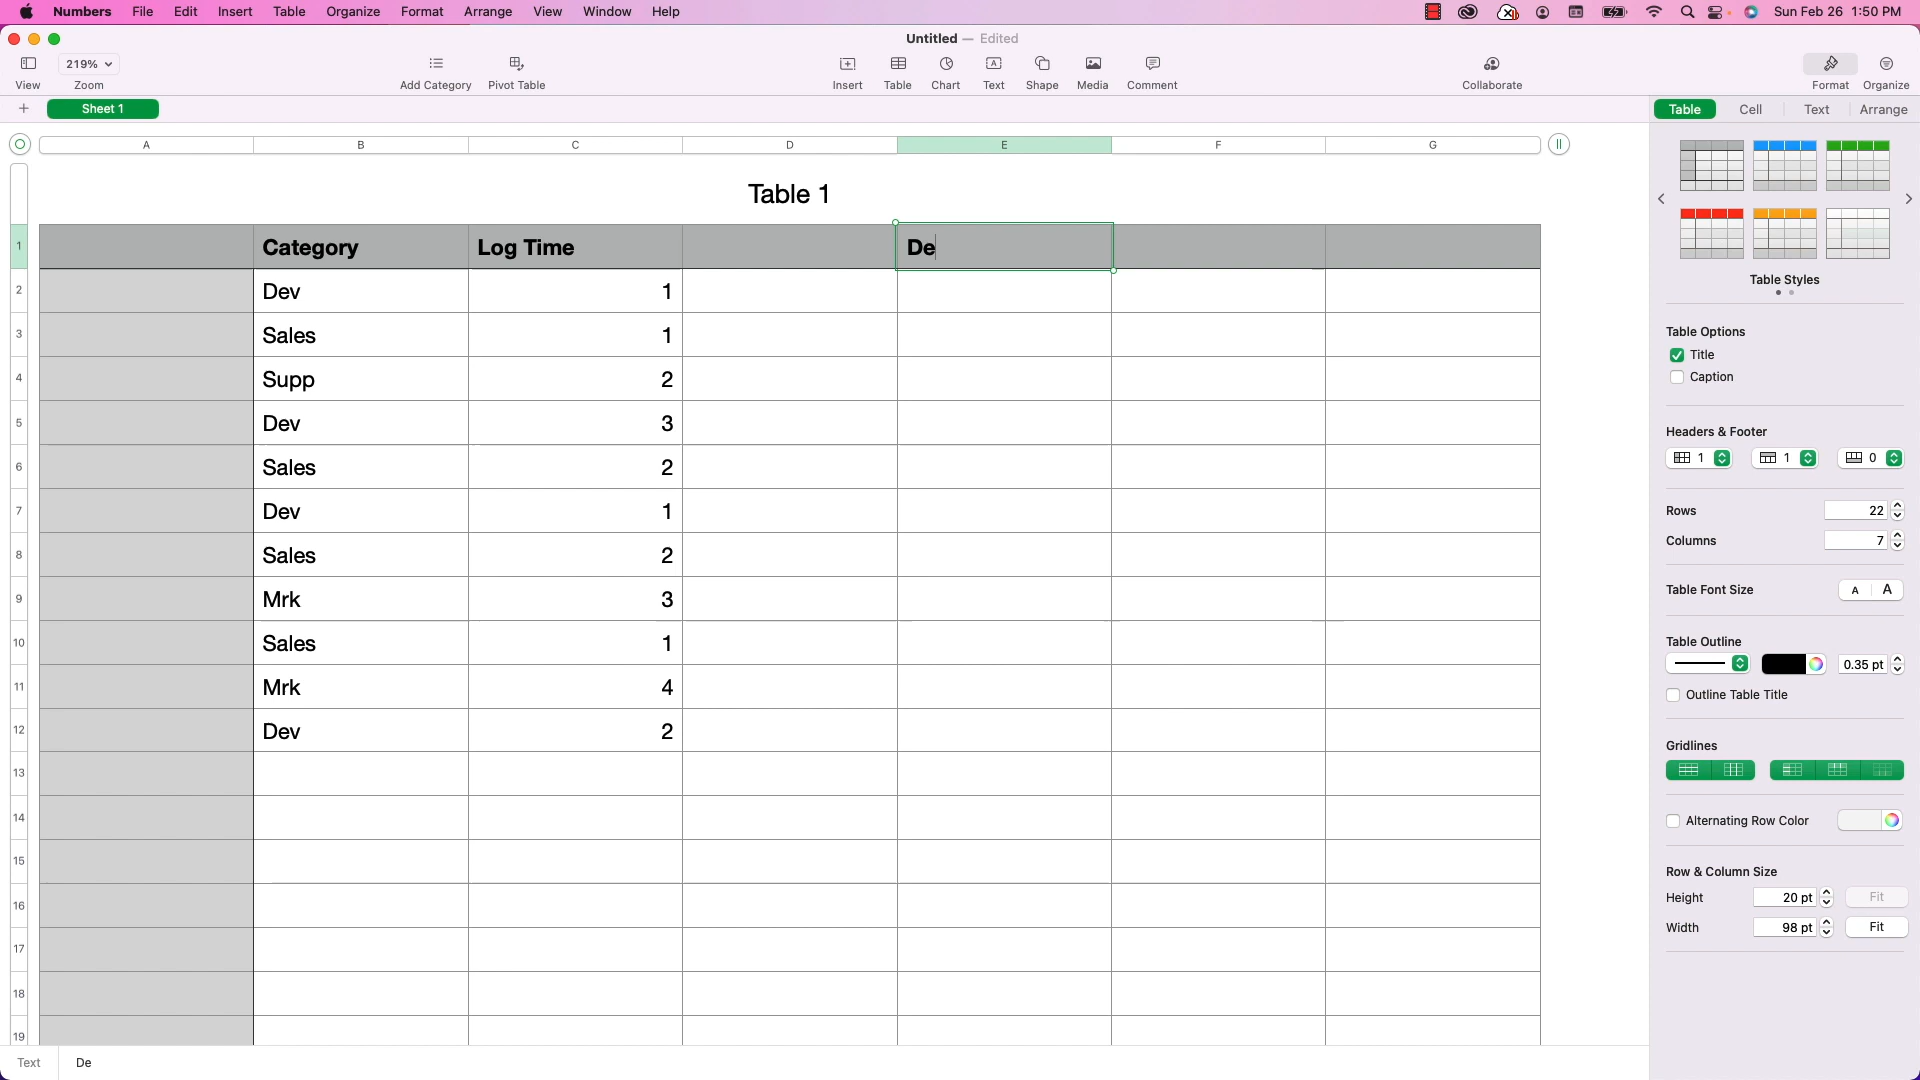 Numbers File Edit Insert Table Organize Format Arrange View Window Help Sun Feb 26 1:50 PM
Untitled — Edited
219%
View Zoom Add Category Pivot Table Insert Table Chart Text Shape Media Comment Collaborate Format Organize
+ Sheet 1 Table Cell Text Arrange
A B C D E F G
Table 1
1 Category Log Time De
2 Dev 1
3 Sales 1
4 Supp 2
5 Dev 3
6 Sales 2
7 Dev 1
8 Sales 2
9 Mrk 3
10 Sales 1
11 Mrk 4
12 Dev 2
13
14
15
16
17
18
19
Text De
Table Styles
Table Options
Title
Caption
Headers & Footer
1 1 0
Rows 22
Columns 7
Table Font Size A A
Table Outline
0.35 pt
Outline Table Title
Gridlines
Alternating Row Color
Row & Column Size
Height 20 pt Fit
Width 98 pt Fit